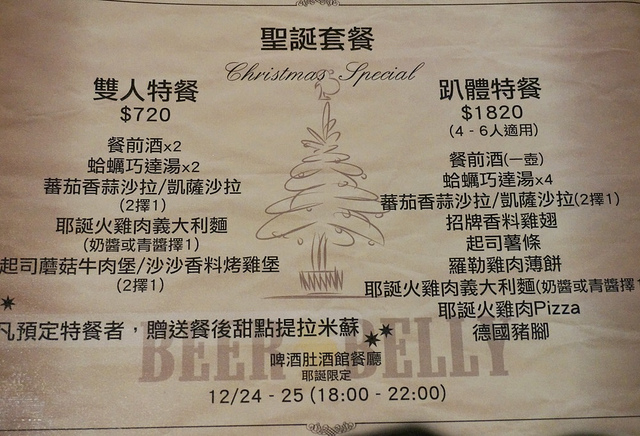 聖誕套餐
Christmas Special
雙人特餐
$720
餐前酒x2
蛤蠣巧達湯x2
蕃茄香蒜沙拉/凱薩沙拉
(2擇1)
耶誕火雞肉義大利麵
(奶醬或青醬擇1)
起司蘑菇牛肉堡/沙沙香料烤雞堡
(2擇1)
趴體特餐
$1820
(4 - 6人適用)
餐前酒(一壺)
蛤蠣巧達湯x4
蕃茄香蒜沙拉/凱薩沙拉(2擇1)
招牌香料雞翅
起司薯條
羅勒雞肉薄餅
耶誕火雞肉義大利麵(奶醬或青醬擇1
耶誕火雞肉Pizza
德國豬腳
凡預定特餐者，贈送餐後甜點提拉米蘇
BEER BELLY
啤酒肚酒館餐廳
耶誕限定
12/24 - 25 (18:00 - 22:00)